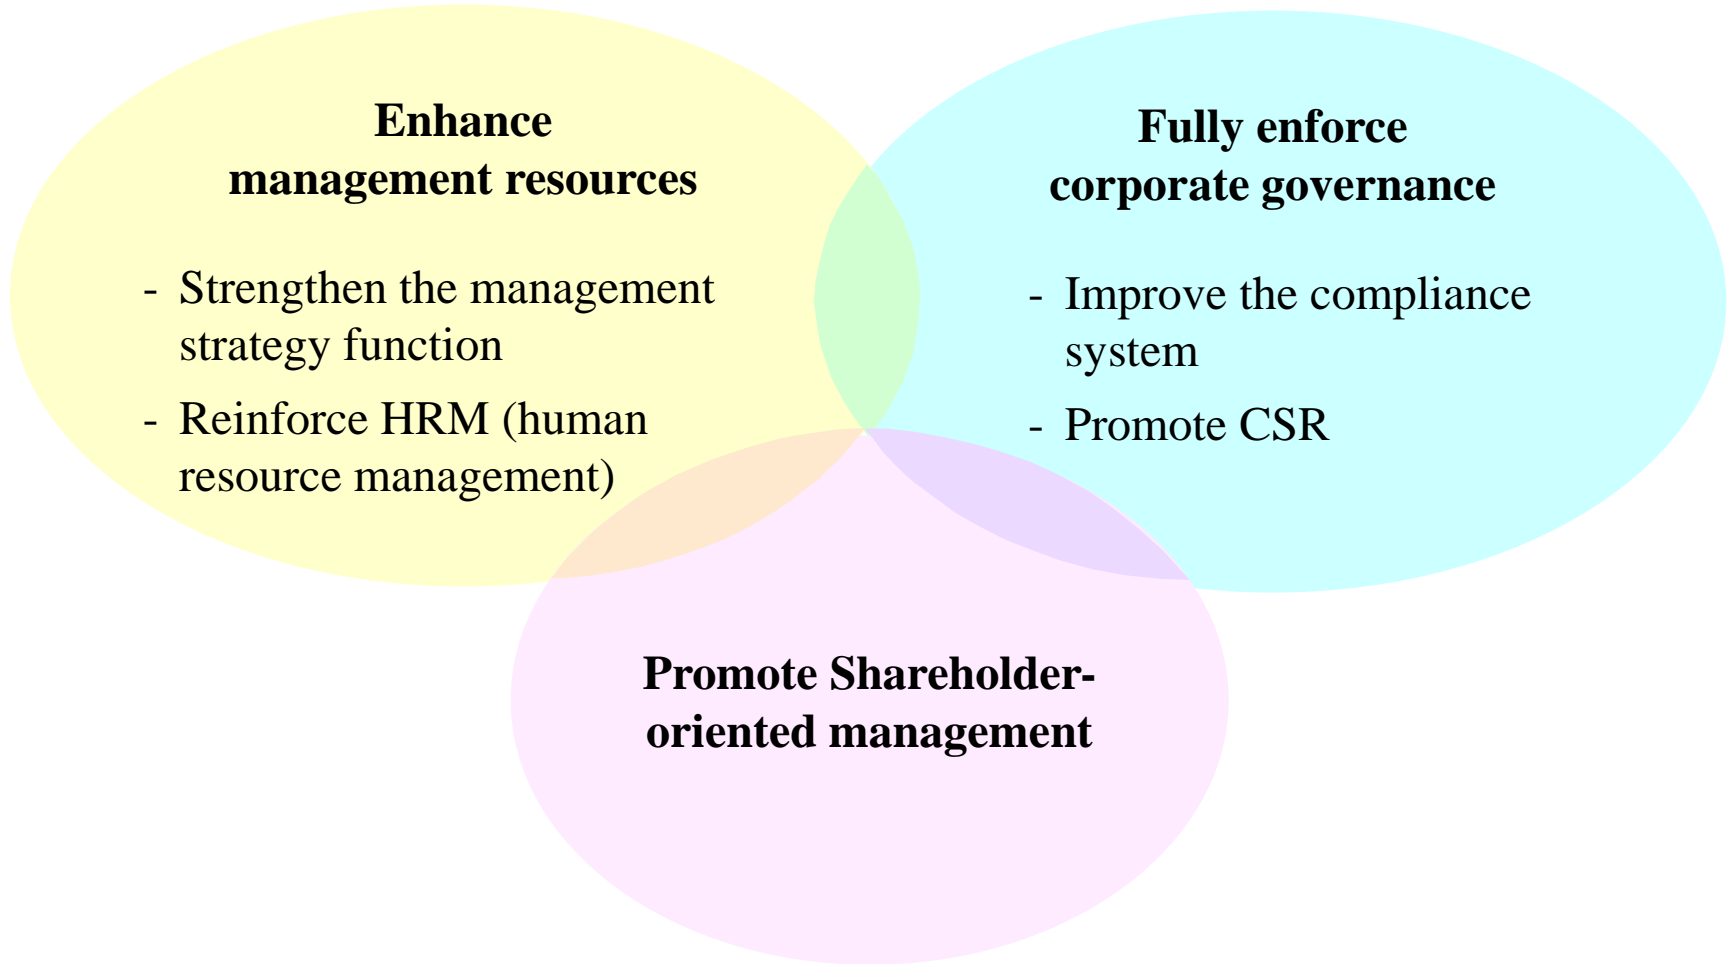 Enhance
management resources
- Strengthen the management
strategy function
- Reinforce HRM (human
resource management)
Fully enforce
corporate governance
- Improve the compliance
system
- Promote CSR
Promote Shareholder-
oriented management